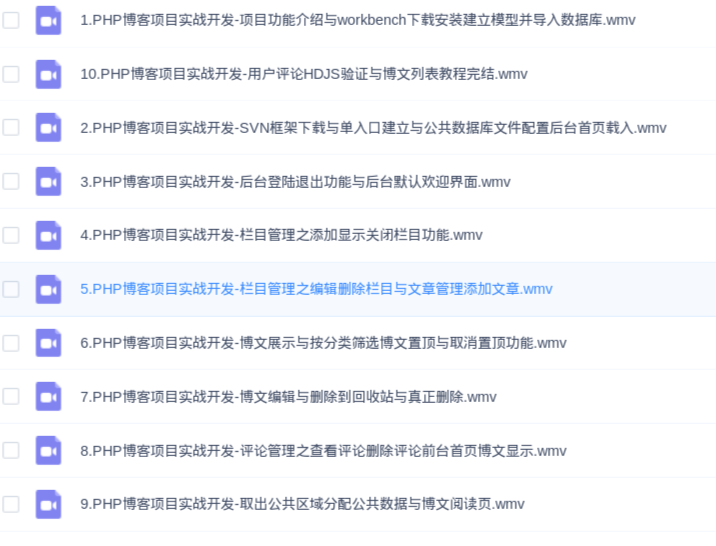 1.PHP博客项目实战开发-项目功能介绍与workbench下载安装建立模型并导入数据库.wmv
10.PHP博客项目实战开发-用户评论HDJS验证与博文列表教程完结.wmv
2.PHP博客项目实战开发-SVN框架下载与单入口建立与公共数据库文件配置后台首页载入.wmv
3.PHP博客项目实战开发-后台登陆退出功能与后台默认欢迎界面.wmv
4.PHP博客项目实战开发-栏目管理之添加显示关闭栏目功能.wmv
5.PHP博客项目实战开发-栏目管理之编辑删除栏目与文章管理添加文章.wmv
6.PHP博客项目实战开发-博文展示与按分类筛选博文置顶与取消置顶功能.wmv
7.PHP博客项目实战开发-博文编辑与删除到回收站与真正删除.wmv
8.PHP博客项目实战开发-评论管理之查看评论删除评论前台首页博文显示.wmv
9.PHP博客项目实战开发-取出公共区域分配公共数据与博文阅读页.wmv